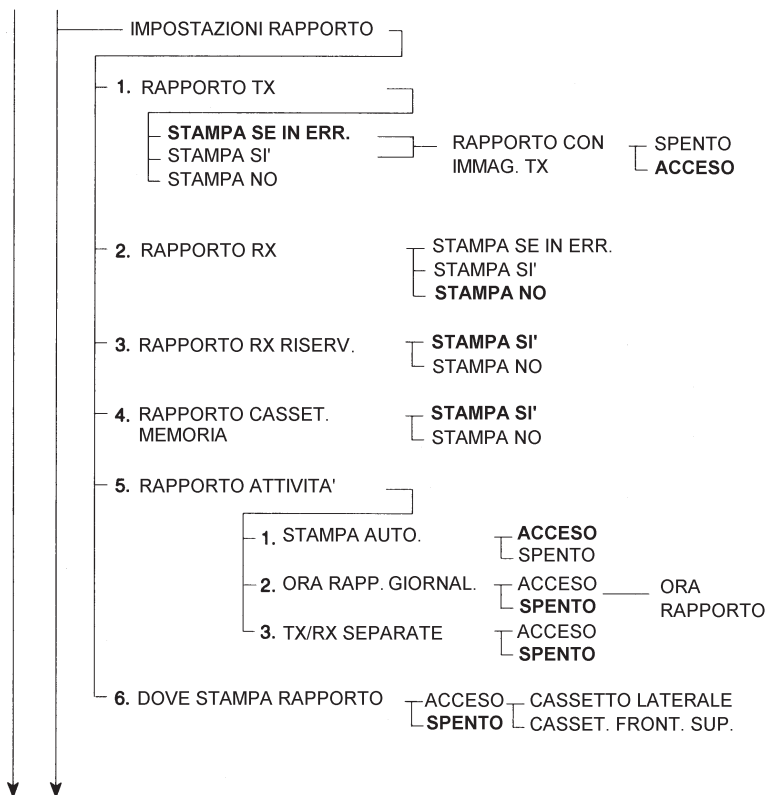 IMPOSTAZIONI RAPPORTO
1. RAPPORTO TX
STAMPA SE IN ERR.
STAMPA SI'
STAMPA NO
RAPPORTO CON
IMMAG. TX
SPENTO
ACCESO
2. RAPPORTO RX
STAMPA SE IN ERR.
STAMPA SI'
STAMPA NO
3. RAPPORTO RX RISERV.
STAMPA SI'
STAMPA NO
4. RAPPORTO CASSET.
MEMORIA
STAMPA SI'
STAMPA NO
5. RAPPORTO ATTIVITA'
1. STAMPA AUTO.
ACCESO
SPENTO
2. ORA RAPP. GIORNAL.
ACCESO
SPENTO
ORA
RAPPORTO
3. TX/RX SEPARATE
ACCESO
SPENTO
6. DOVE STAMPA RAPPORTO
ACCESO
SPENTO
CASSETTO LATERALE
CASSET. FRONT. SUP.